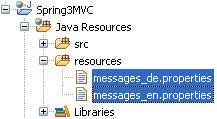 Spring3MVC
Java Resources
src
resources
messages_de.properties
messages_en.properties
Libraries